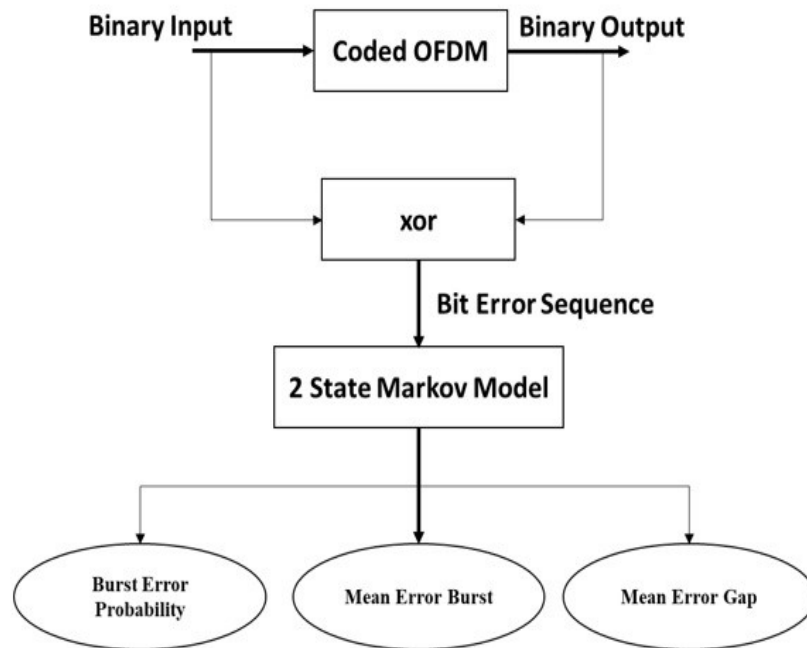 Binary Input
Coded OFDM
Binary Output
xor
Bit Error Sequence
2 State Markov Model
Burst Error
Probability
Mean Error Burst
Mean Error Gap